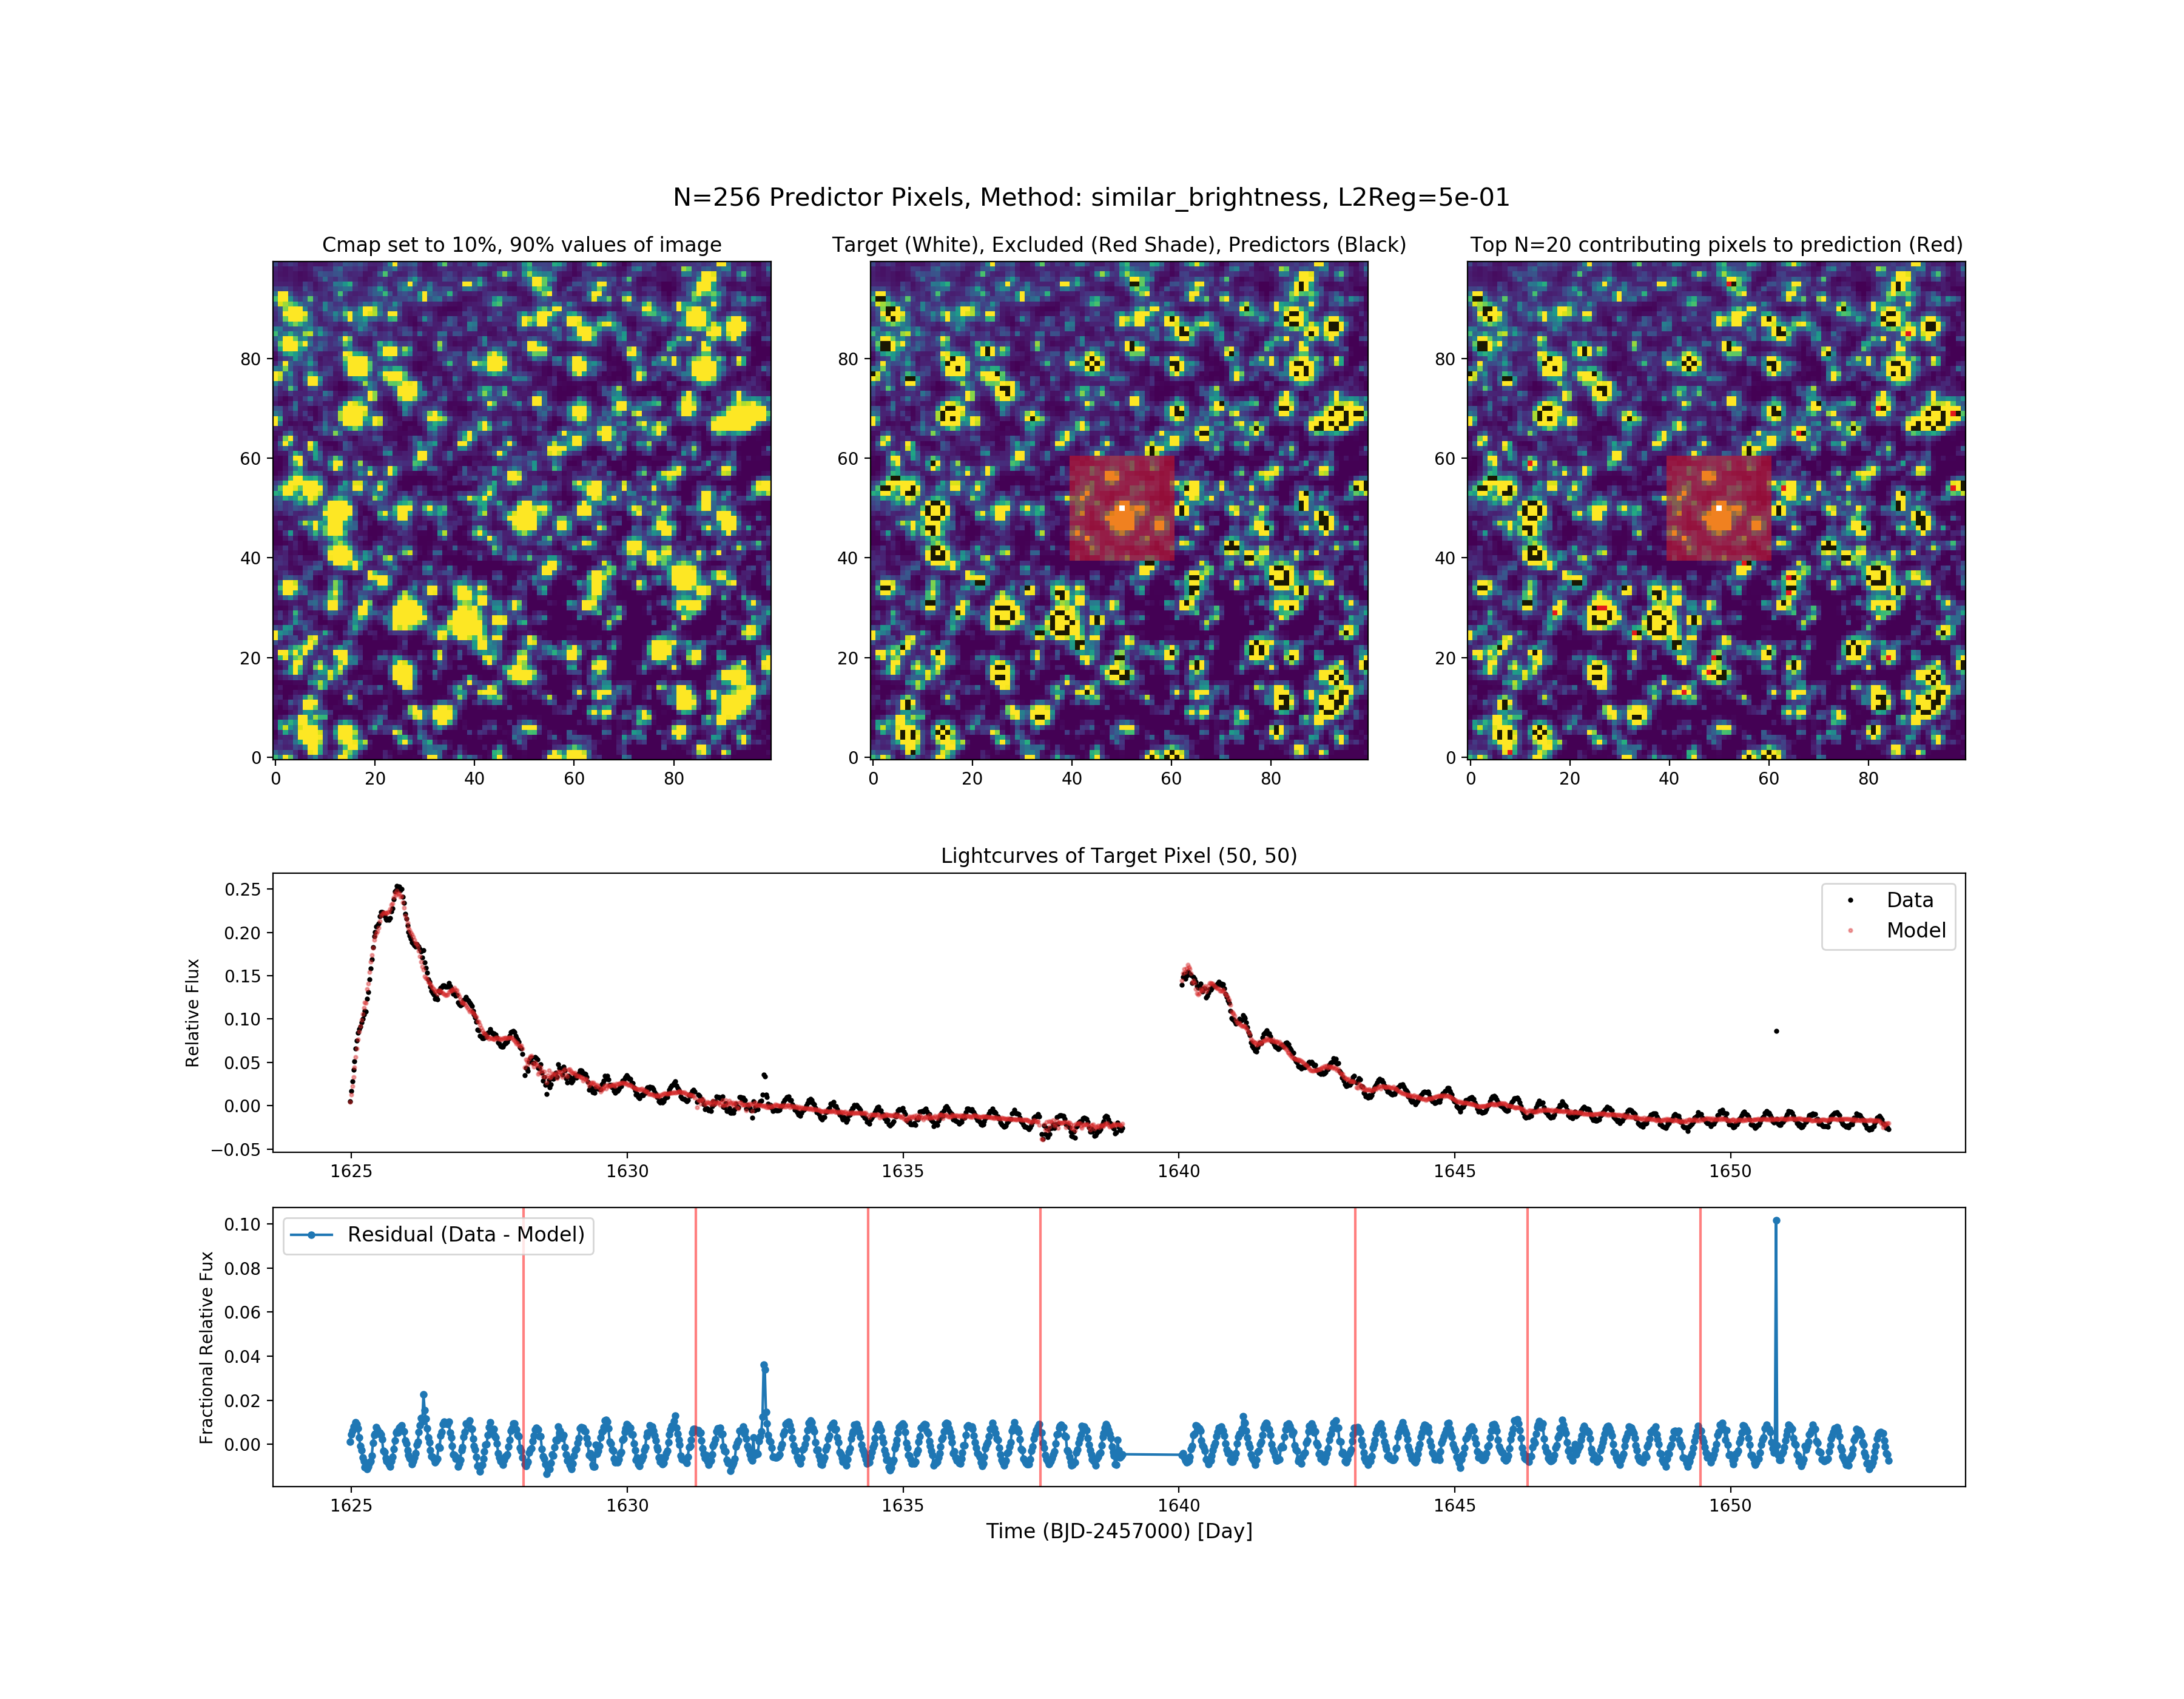 N=256 Predictor Pixels, Method: similar_brightness, L2Reg=5e-01
Cmap set to 10%, 90% values of image
Target (White), Excluded (Red Shade), Predictors (Black)
Top N=20 contributing pixels to prediction (Red)
80
60
40
20
0
0 20 40 60 80
80
60
40
20
0
0 20 40 60 80
80
60
40
20
0
0 20 40 60 80
Lightcurves of Target Pixel (50, 50)
Relative Flux
0.25
0.20
0.15
0.10
0.05
0.00
−0.05
Data
Model
1625 1630 1635 1640 1645 1650
Fractional Relative Fux
0.10
0.08
0.06
0.04
0.02
0.00
Residual (Data - Model)
1625 1630 1635 1640 1645 1650
Time (BJD-2457000) [Day]